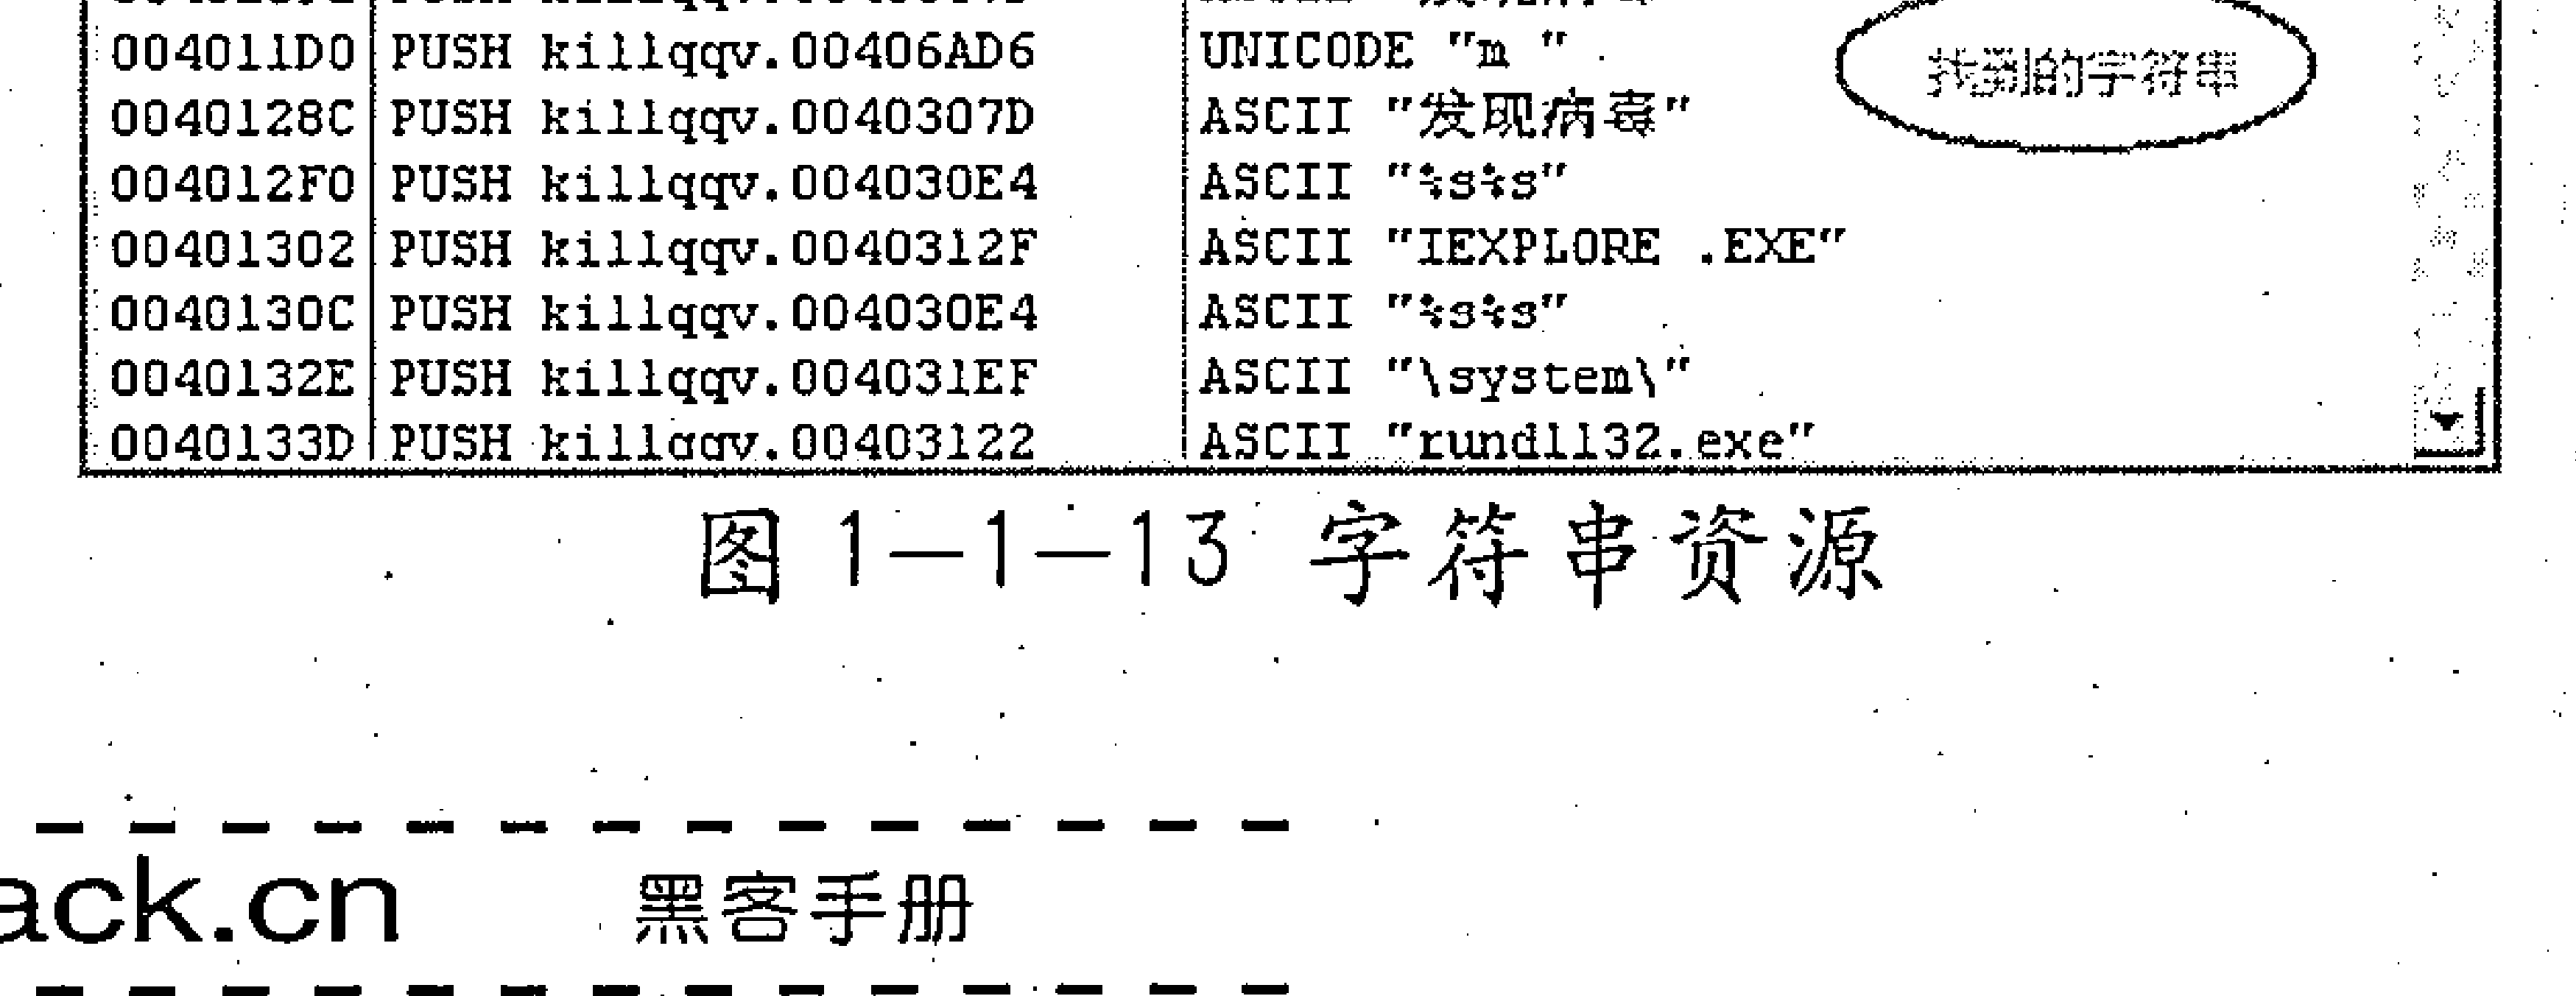 004011D0 PUSH killqqv.00406AD6 UNICODE "m "
找到的字符串
0040128C PUSH killqqv.0040307D ASCII "发现病毒"
004012F0 PUSH killqqv.004030E4 ASCII "%s%s"
00401302 PUSH killqqv.0040312F ASCII "IEXPLORE .EXE"
0040130C PUSH killqqv.004030E4 ASCII "%s%s"
0040132E PUSH killqqv.004031EF ASCII "\system\"
0040133D PUSH killqqv.00403122 ASCII "rundll32.exe"
图 1—1—13 字符串资源
ack.cn 黑客手册